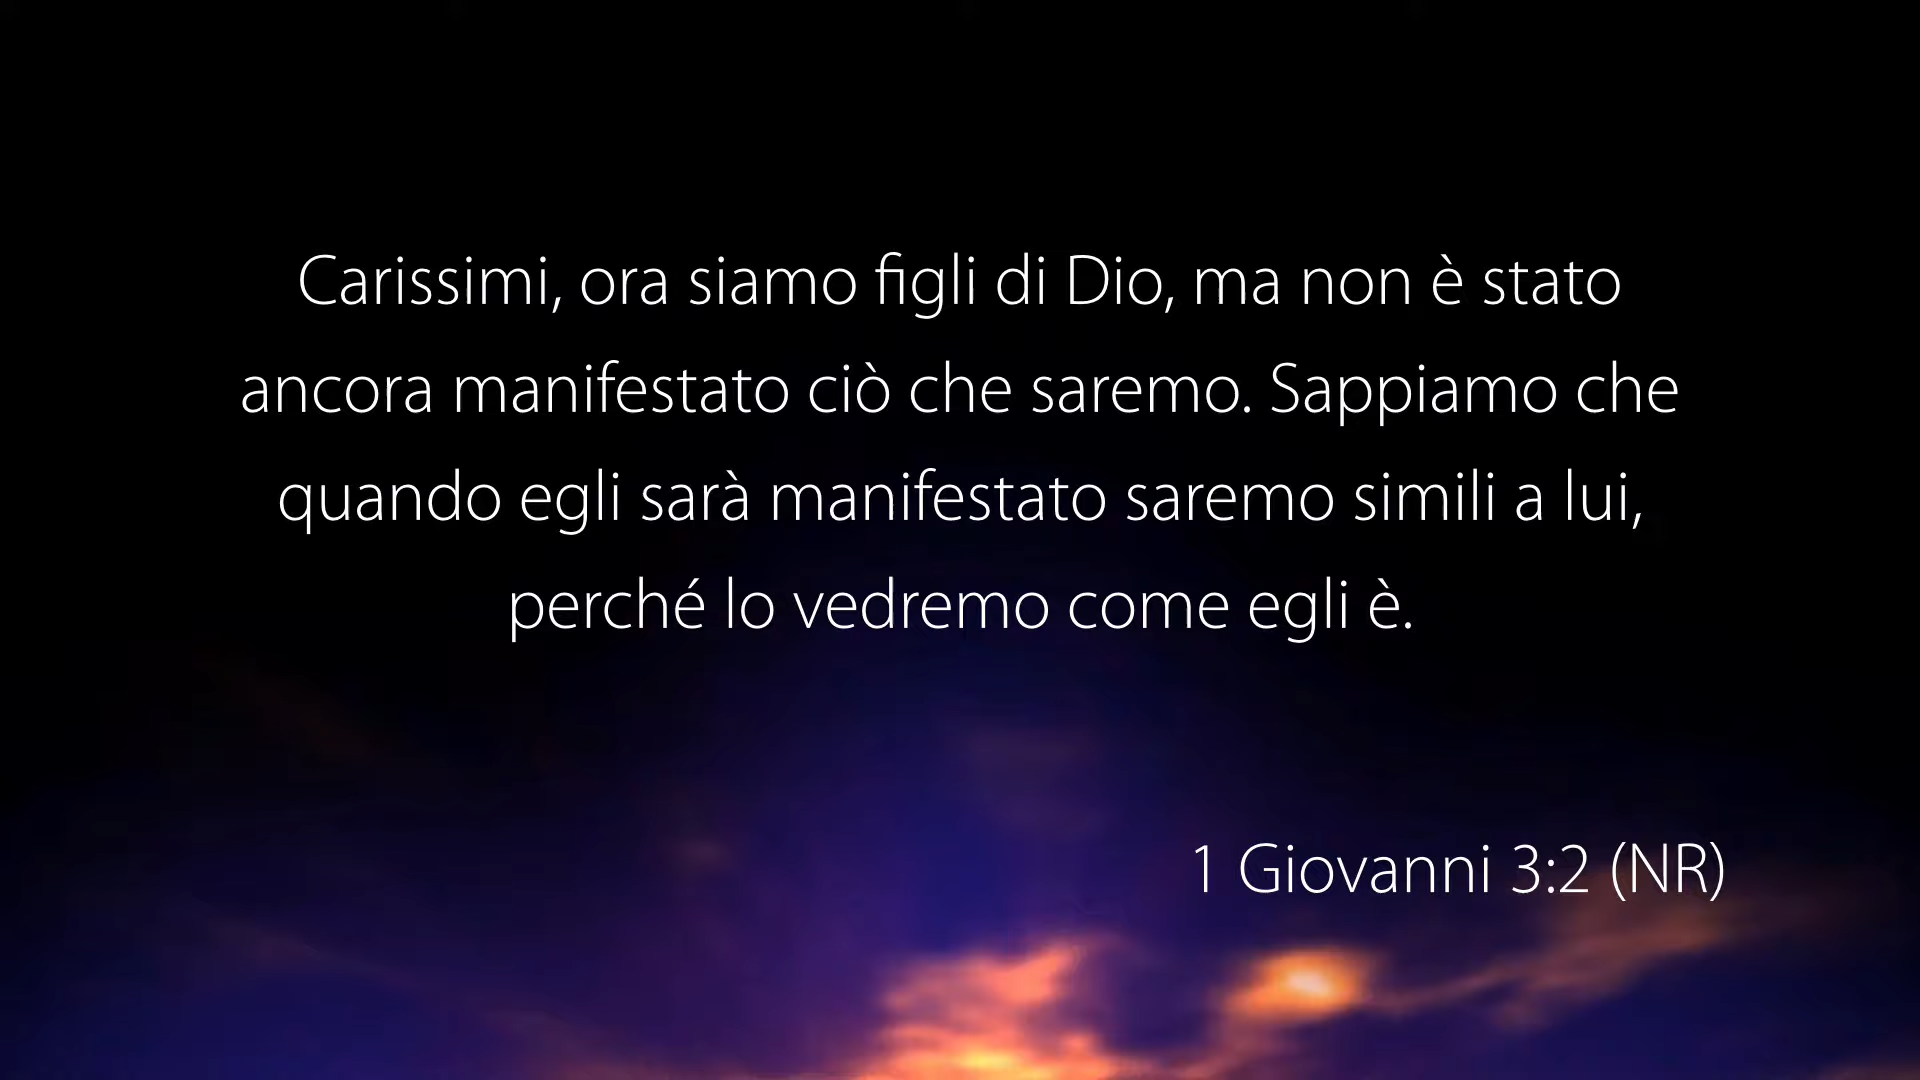 Carissimi, ora siamo figli di Dio, ma non è stato
ancora manifestato ciò che saremo. Sappiamo che
quando egli sarà manifestato saremo simili a lui,
perché lo vedremo come egli è.
1 Giovanni 3:2 (NR)